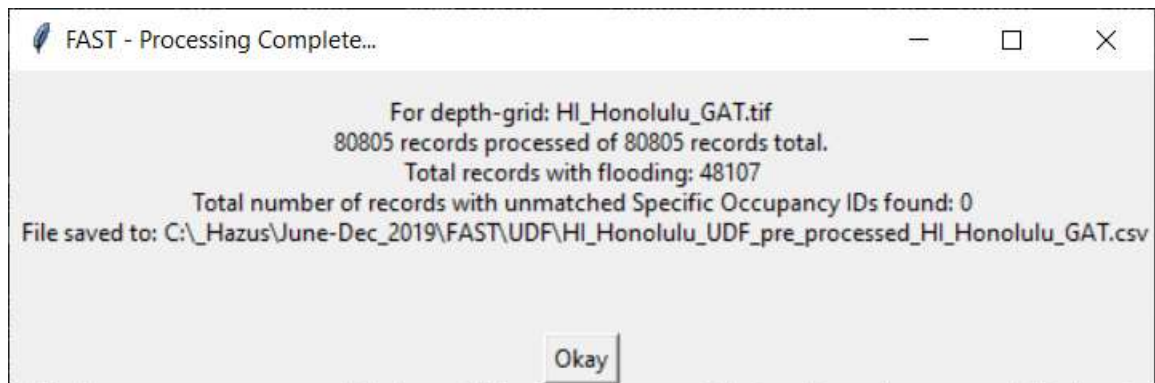 FAST - Processing Complete...
For depth-grid: HI_Honolulu_GAT.tif
80805 records processed of 80805 records total.
Total records with flooding: 48107
Total number of records with unmatched Specific Occupancy IDs found: 0
File saved to: C:\_Hazus\June-Dec_2019\FAST\UDF\HI_Honolulu_UDF_pre_processed_HI_Honolulu_GAT.csv
Okay